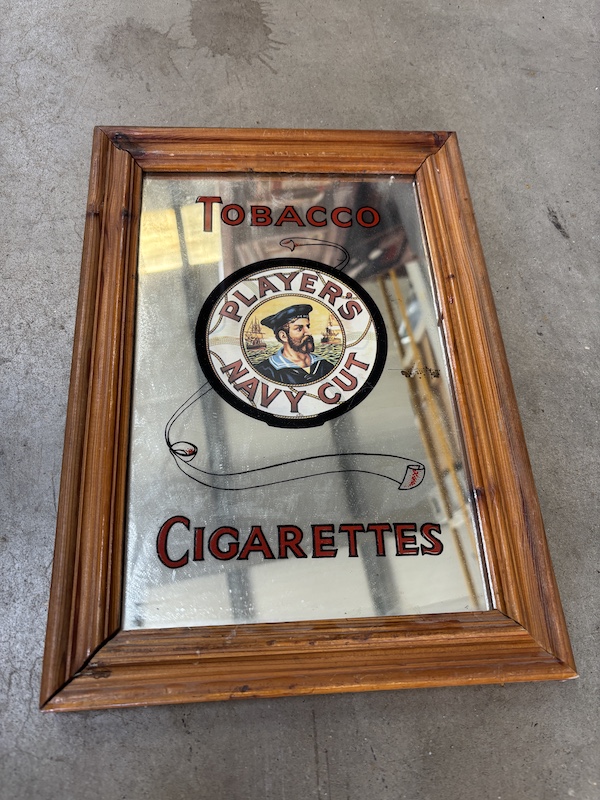 TOBACCO
PLAYER'S
NAVY CUT
CIGARETTES